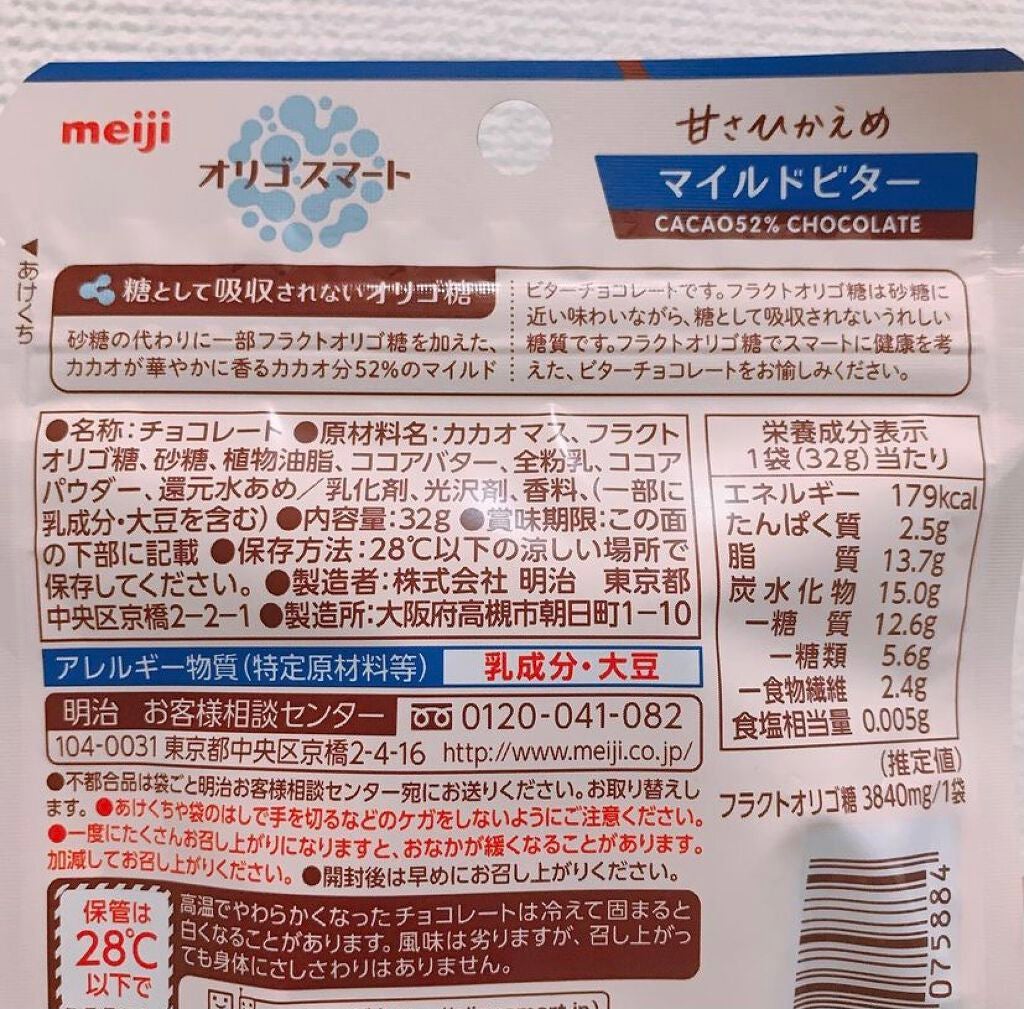 meiji
オリゴスマート
甘さひかえめ
マイルドビター
CACAO52% CHOCOLATE
▲あけくち
糖として吸収されないオリゴ糖
砂糖の代わりに一部フラクトオリゴ糖を加えた、
カカオが華やかに香るカカオ分52%のマイルド
ビターチョコレートです。フラクトオリゴ糖は砂糖に
近い味わいながら、糖として吸収されないうれしい
糖質です。フラクトオリゴ糖でスマートに健康を考
えた、ビターチョコレートをお愉しみください。
●名称:チョコレート ●原材料名:カカオマス、フラクト
オリゴ糖、砂糖、植物油脂、ココアバター、全粉乳、ココア
パウダー、還元水あめ/乳化剤、光沢剤、香料、(一部に
乳成分・大豆を含む) ●内容量:32g ●賞味期限:この面
の下部に記載 ●保存方法:28℃以下の涼しい場所で
保存してください。 ●製造者:株式会社 明治 東京都
中央区京橋2-2-1 ●製造所:大阪府高槻市朝日町1-10
アレルギー物質(特定原材料等) 乳成分・大豆
明治 お客様相談センター 0120-041-082
104-0031 東京都中央区京橋2-4-16 http://www.meiji.co.jp/
●不都合品は袋ごと明治お客様相談センター宛にお送りください。お取り替えし
ます。●あけくちや袋のはしで手を切るなどのケガをしないようにご注意ください。
●一度にたくさんお召し上がりになりますと、おなかが緩くなることがあります。
加減してお召し上がりください。 ●開封後は早めにお召し上がりください。
保管は
28℃
以下で
高温でやわらかくなったチョコレートは冷えて固まると
白くなることがあります。風味は劣りますが、召し上がっ
ても身体にさしさわりはありません。
栄養成分表示
1袋(32g)当たり
エネルギー 179kcal
たんぱく質 2.5g
脂質 13.7g
炭水化物 15.0g
－糖質 12.6g
－糖類 5.6g
－食物繊維 2.4g
食塩相当量 0.005g
(推定値)
フラクトオリゴ糖 3840mg/1袋
075884